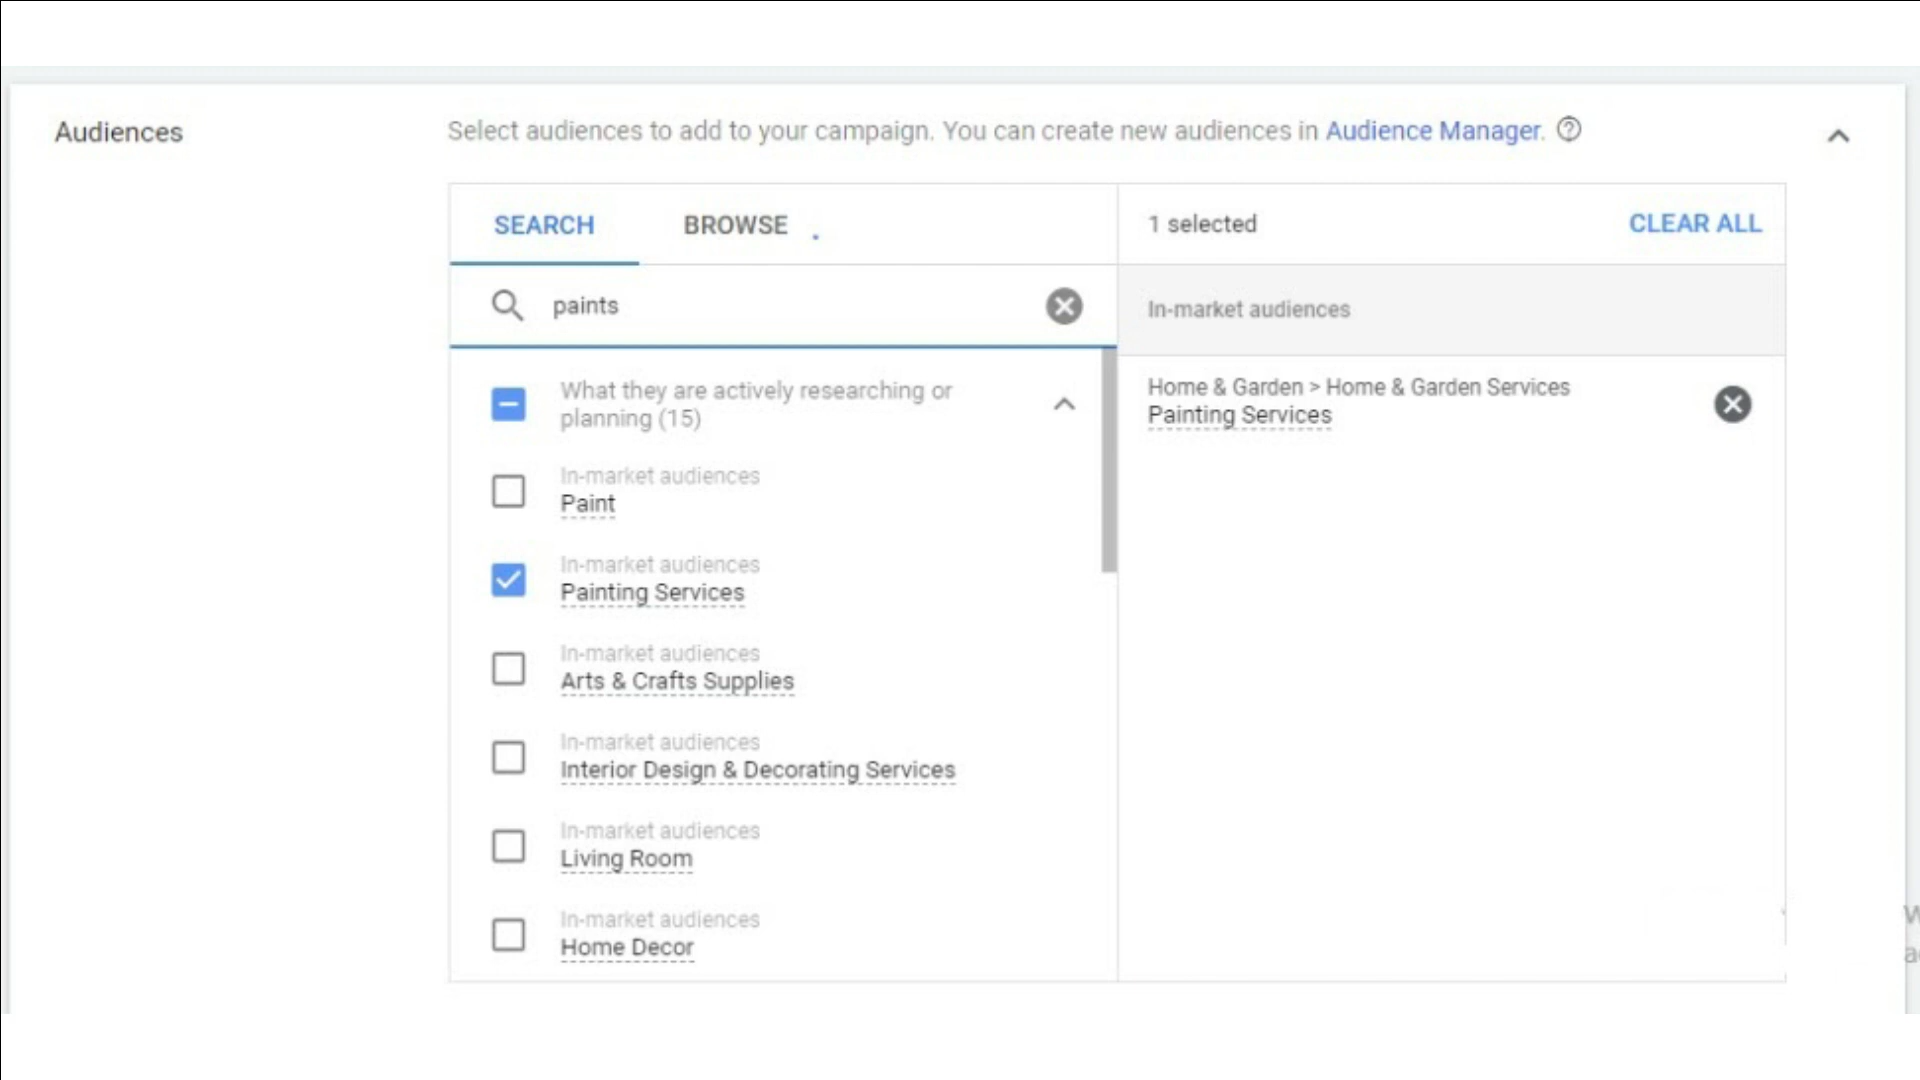 Audiences
Select audiences to add to your campaign. You can create new audiences in Audience Manager.
SEARCH
BROWSE
1 selected
CLEAR ALL
paints
In-market audiences
What they are actively researching or
planning (15)
Home & Garden > Home & Garden Services
Painting Services
In-market audiences
Paint
In-market audiences
Painting Services
In-market audiences
Arts & Crafts Supplies
In-market audiences
Interior Design & Decorating Services
In-market audiences
Living Room
In-market audiences
Home Decor